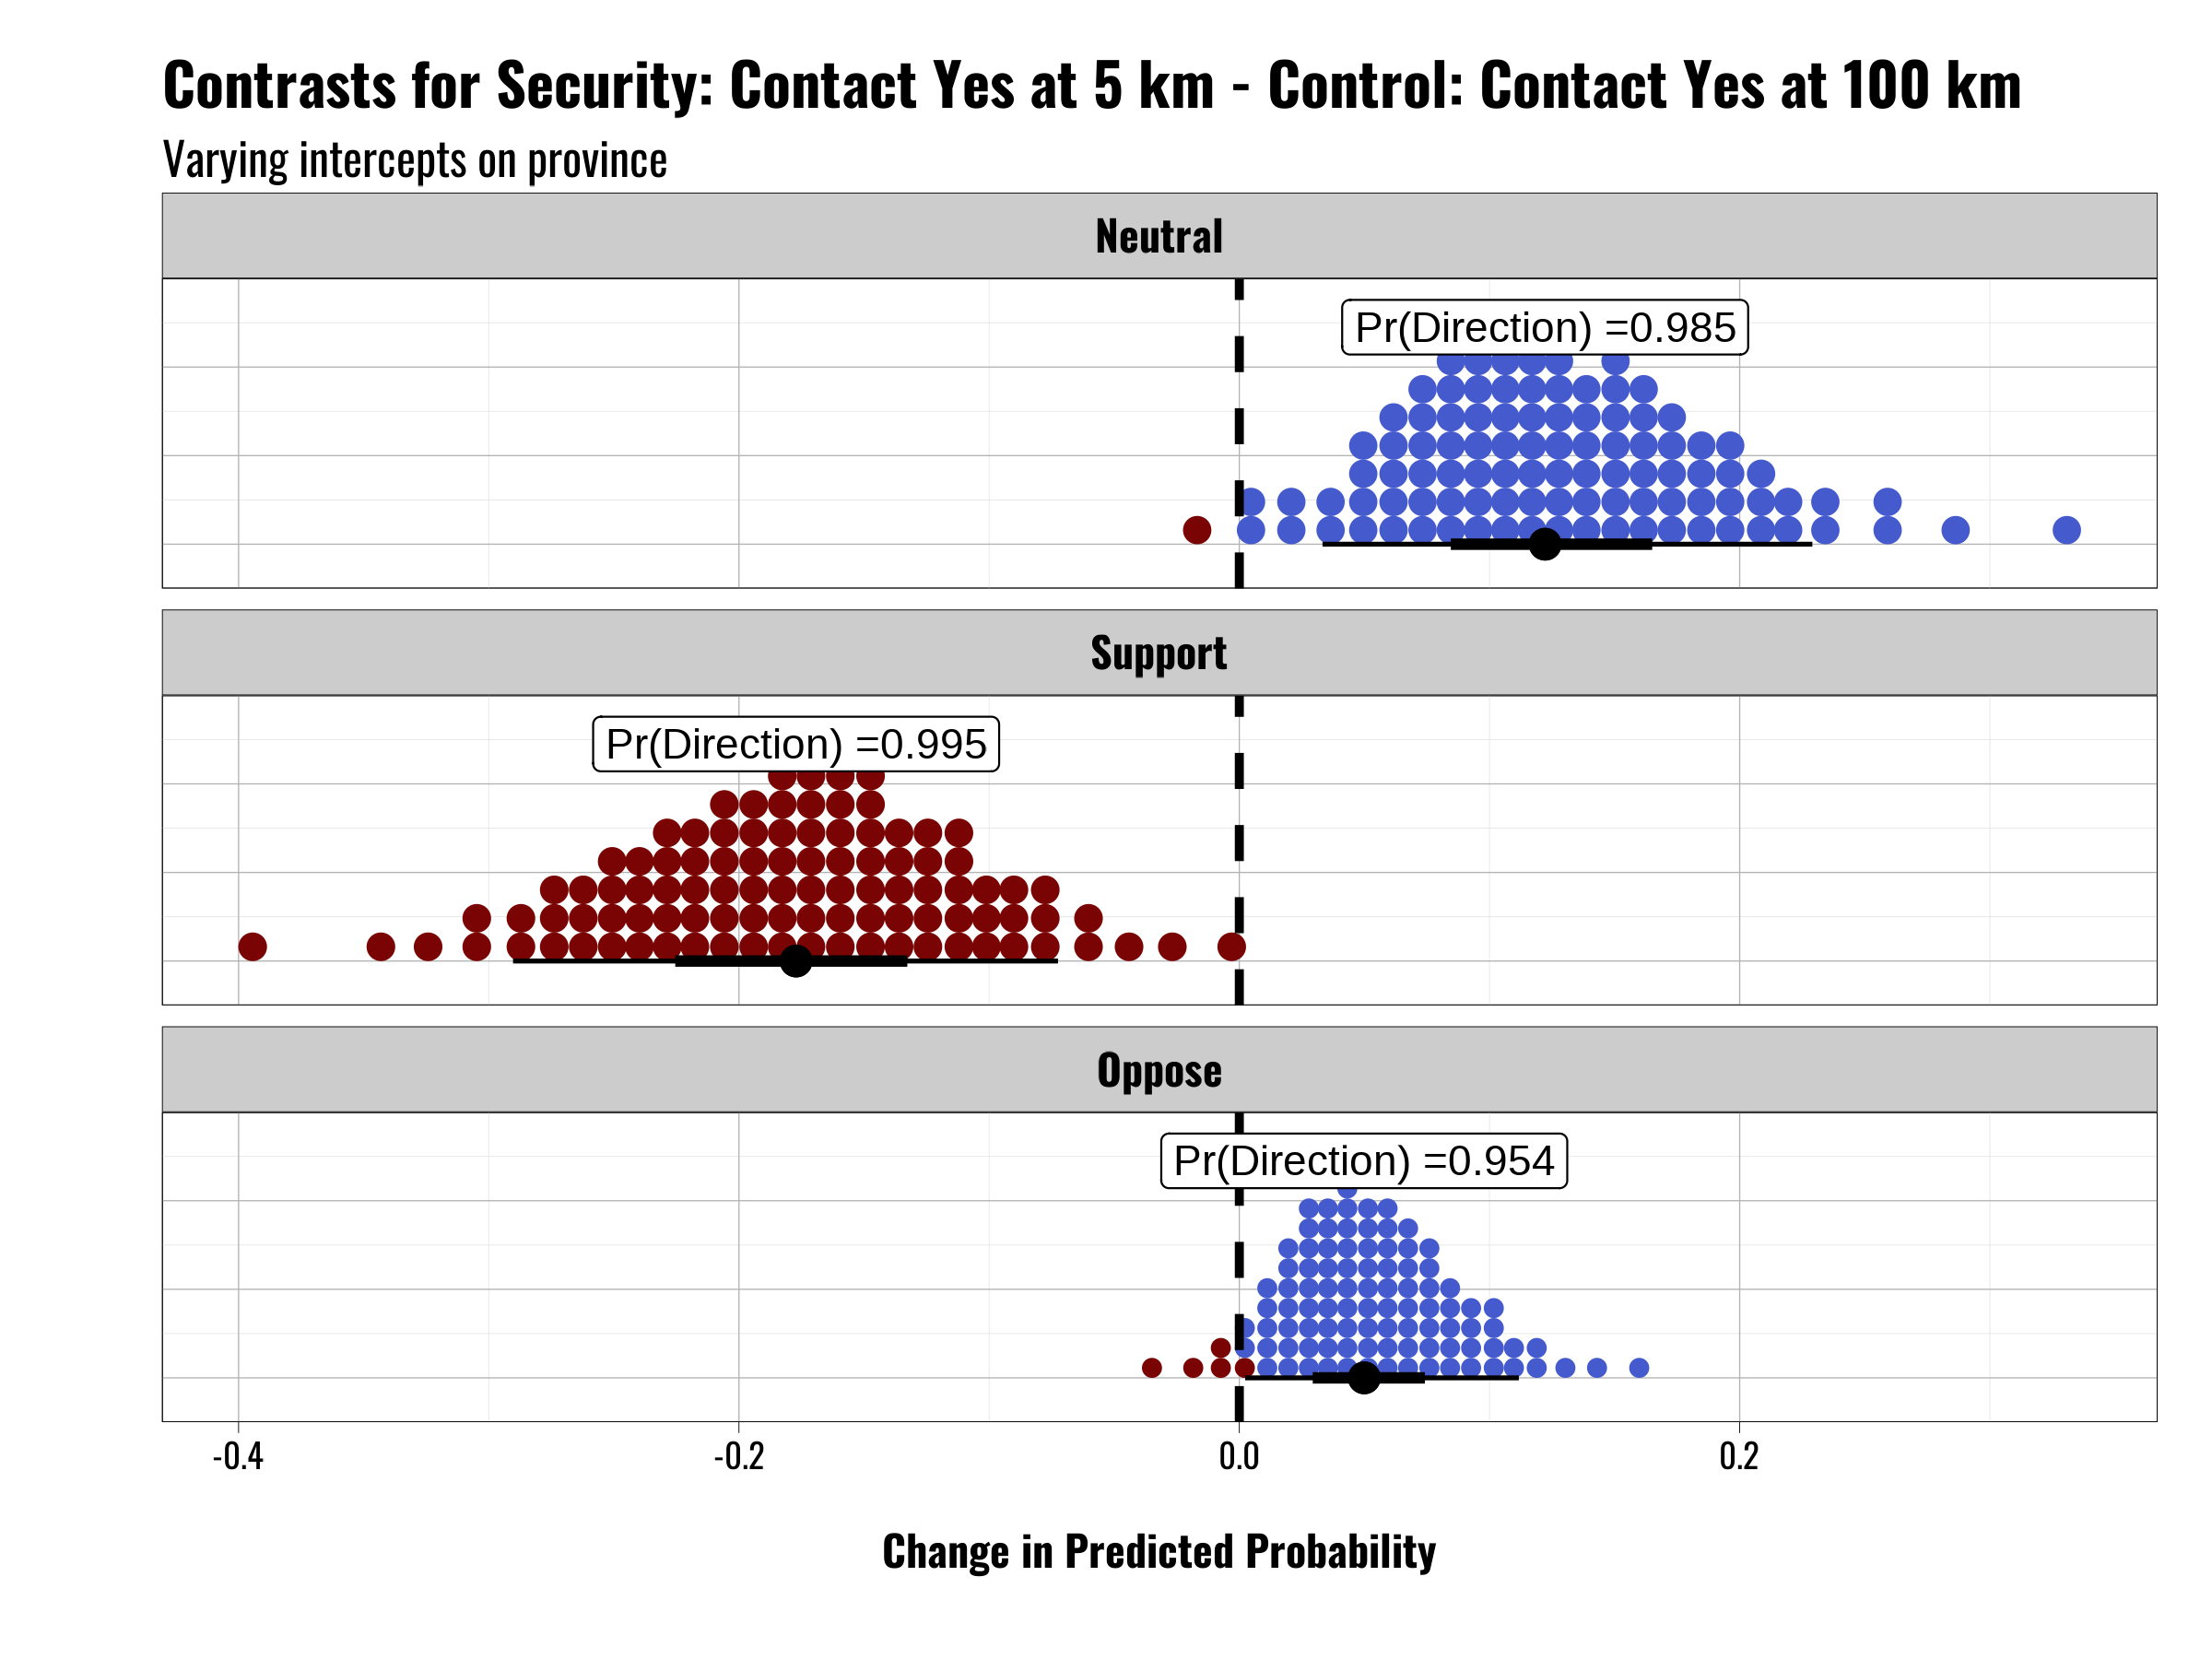 Contrasts for Security: Contact Yes at 5 km - Control: Contact Yes at 100 km
Varying intercepts on province
Neutral
Pr(Direction) =0.985
Support
Pr(Direction) =0.995
Oppose
Pr(Direction) =0.954
-0.4 -0.2 0.0 0.2
Change in Predicted Probability